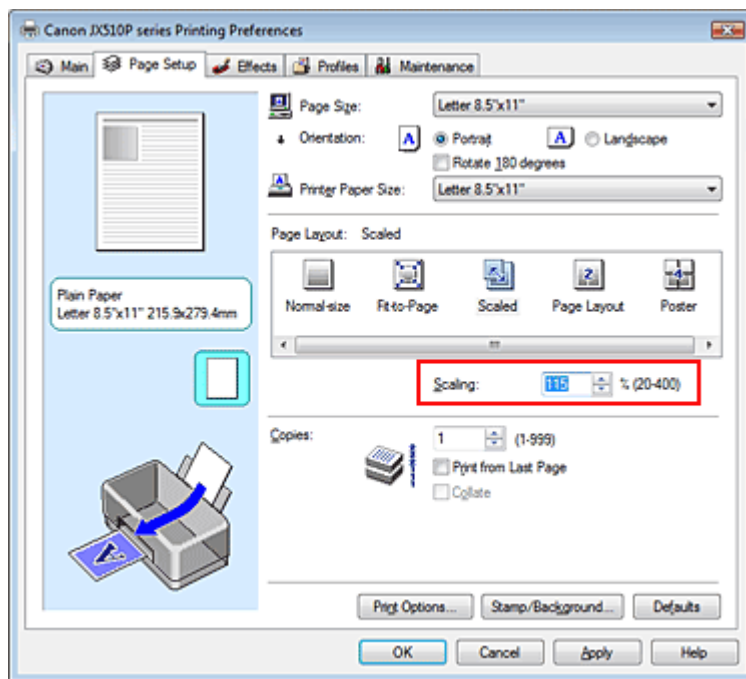 Canon JX510P series Printing Preferences
Main Page Setup Effects Profiles Maintenance
Page Size: Letter 8.5"x11"
Orientation: A Portrait A Landscape
Rotate 180 degrees
Printer Paper Size: Letter 8.5"x11"
Page Layout: Scaled
Normal-size Fit-to-Page Scaled Page Layout Poster
Plain Paper
Letter 8.5"x11" 215.9x279.4mm
Scaling: 115 % (20-400)
Copies: 1 (1-999)
Print from Last Page
Collate
Print Options... Stamp/Background... Defaults
OK Cancel Apply Help